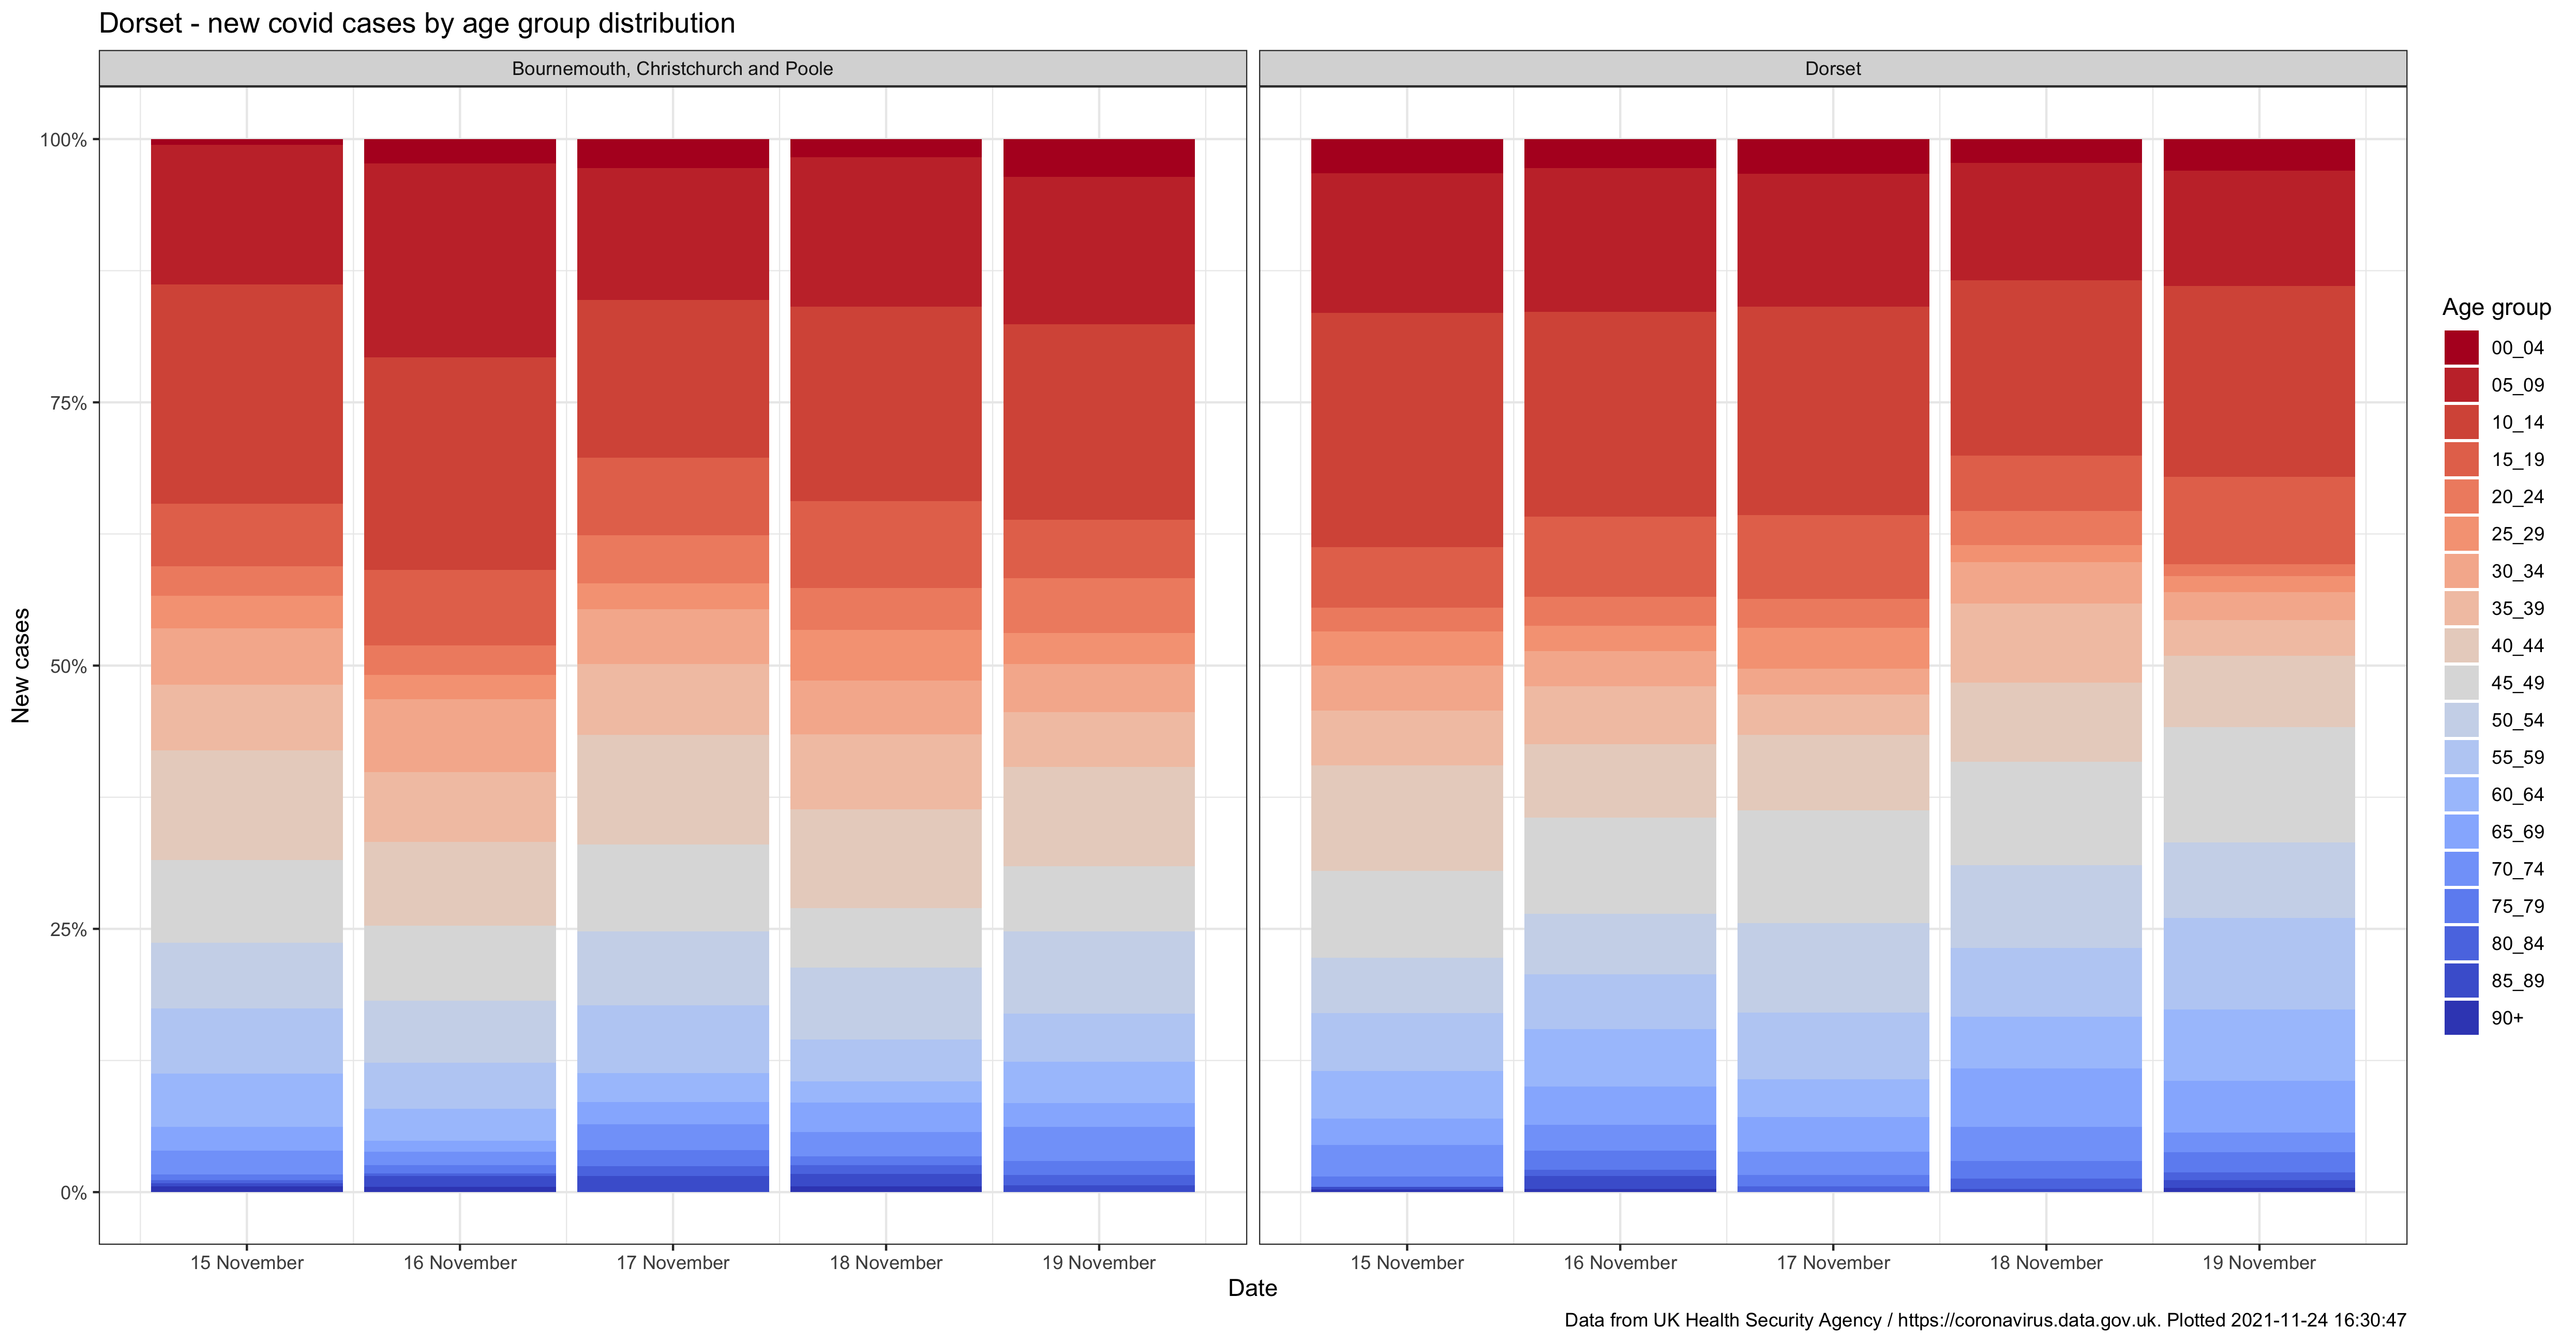 Dorset - new covid cases by age group distribution
Bournemouth, Christchurch and Poole
Dorset
100%
75%
50%
25%
0%
New cases
15 November
16 November
17 November
18 November
19 November
15 November
16 November
17 November
18 November
19 November
Date
Age group
00_04
05_09
10_14
15_19
20_24
25_29
30_34
35_39
40_44
45_49
50_54
55_59
60_64
65_69
70_74
75_79
80_84
85_89
90+
Data from UK Health Security Agency / https://coronavirus.data.gov.uk. Plotted 2021-11-24 16:30:47